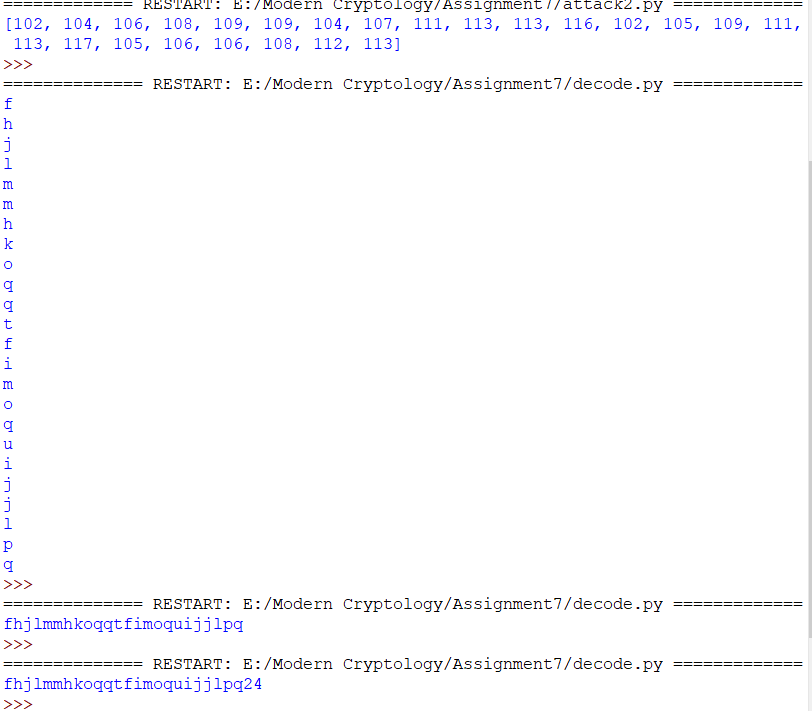 ============= RESTART: E:/Modern Cryptology/Assignment7/attack2.py =============
[102, 104, 106, 108, 109, 109, 104, 107, 111, 113, 113, 116, 102, 105, 109, 111,
113, 117, 105, 106, 106, 108, 112, 113]
>>>
============== RESTART: E:/Modern Cryptology/Assignment7/decode.py =============
f
h
j
l
m
m
h
k
o
q
q
t
f
i
m
o
q
u
i
j
j
l
p
q
>>>
============== RESTART: E:/Modern Cryptology/Assignment7/decode.py =============
fhjlmmhkoqqtfimoquijjlpq
>>>
============== RESTART: E:/Modern Cryptology/Assignment7/decode.py =============
fhjlmmhkoqqtfimoquijjlpq24
>>>